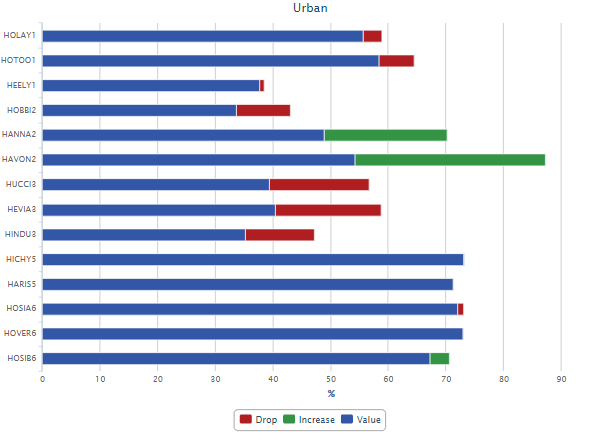 Urban
HOLAY1
HOTOO1
HEELY1
HOBBI2
HANNA2
HAVON2
HUCCI3
HEVIA3
HINDU3
HICHY5
HARIS5
HOSIA6
HOVER6
HOSIB6
0 10 20 30 40 50 60 70 80 90
%
Drop Increase Value